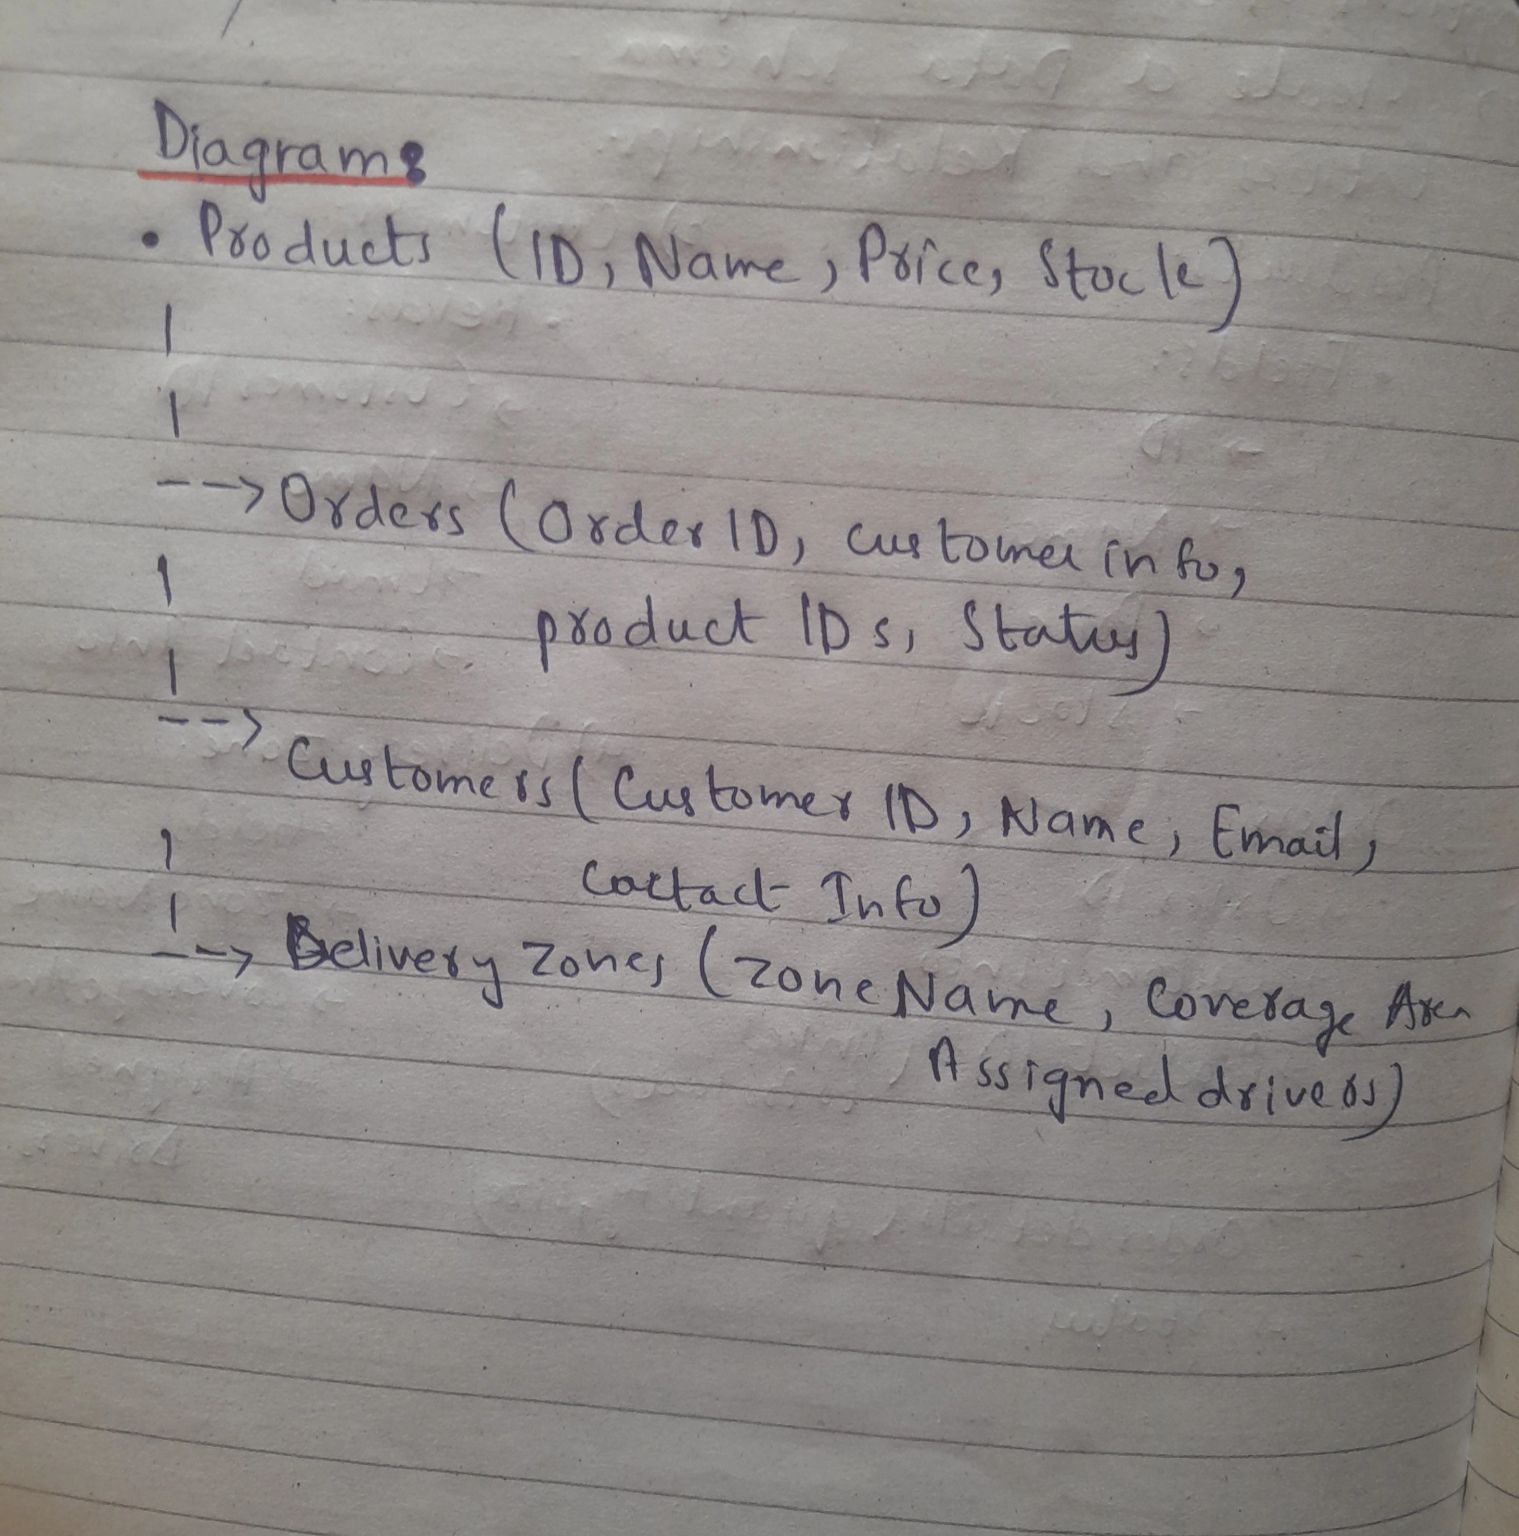 Diagram:
• Products (ID, Name, Price, Stock)
|
|
--> Orders (Order ID, customer info,
|
product IDs, Status)
|
-->
Customers (Customer ID, Name, Email,
|
Contact Info)
|
--> Delivery Zones (Zone Name, Coverage Area
Assigned drivers)